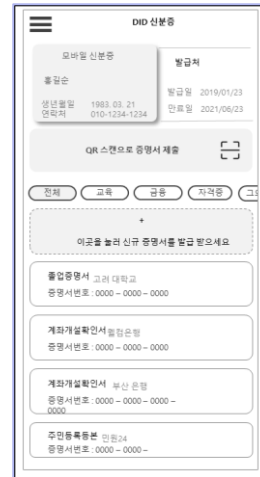 DID 신분증
모바일 신분증
홍길순
생년월일 1983. 03. 21
연락처 010-1234-1234
발급처
발급일 2019/01/23
만료일 2021/06/23
QR 스캔으로 증명서 제출
전체 교육 금융 자격증
+
이곳을 눌러 신규 증명서를 발급 받으세요
졸업증명서 고려 대학교
증명서번호 : 0000 – 0000 – 0000
계좌개설확인서 웰컴은행
증명서번호 : 0000 – 0000 – 0000
계좌개설확인서 부산 은행
증명서번호 : 0000 – 0000 – 0000 –
0000
주민등록등본 민원24
증명서번호 : 0000 – 0000 –